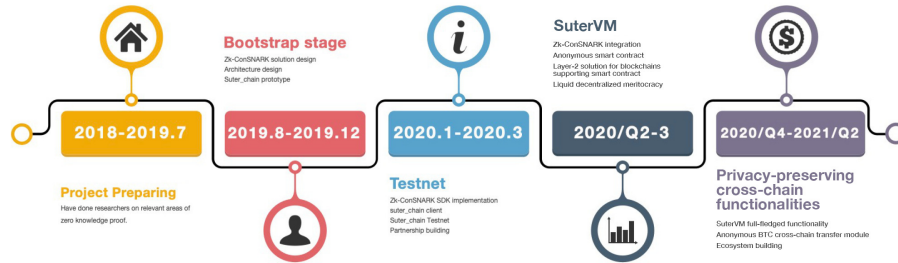 2018-2019.7
Project Preparing
Have done researchers on relevant areas of
zero knowledge proof.
Bootstrap stage
Zk-ConSNARK solution design
Architecture design
Suter_chain prototype
2019.8-2019.12
i
2020.1-2020.3
Testnet
Zk-ConSNARK SDK implementation
suter_chain client
Suter_chain Testnet
Partnership building
SuterVM
Zk-ConSNARK integration
Anonymous smart contract
Layer-2 solution for blockchains
supporting smart contract
Liquid decentralized meritocracy
2020/Q2-3
$
2020/Q4-2021/Q2
Privacy-preserving
cross-chain
functionalities
SuterVM full-fledged functionality
Anonymous BTC cross-chain transfer module
Ecosystem building